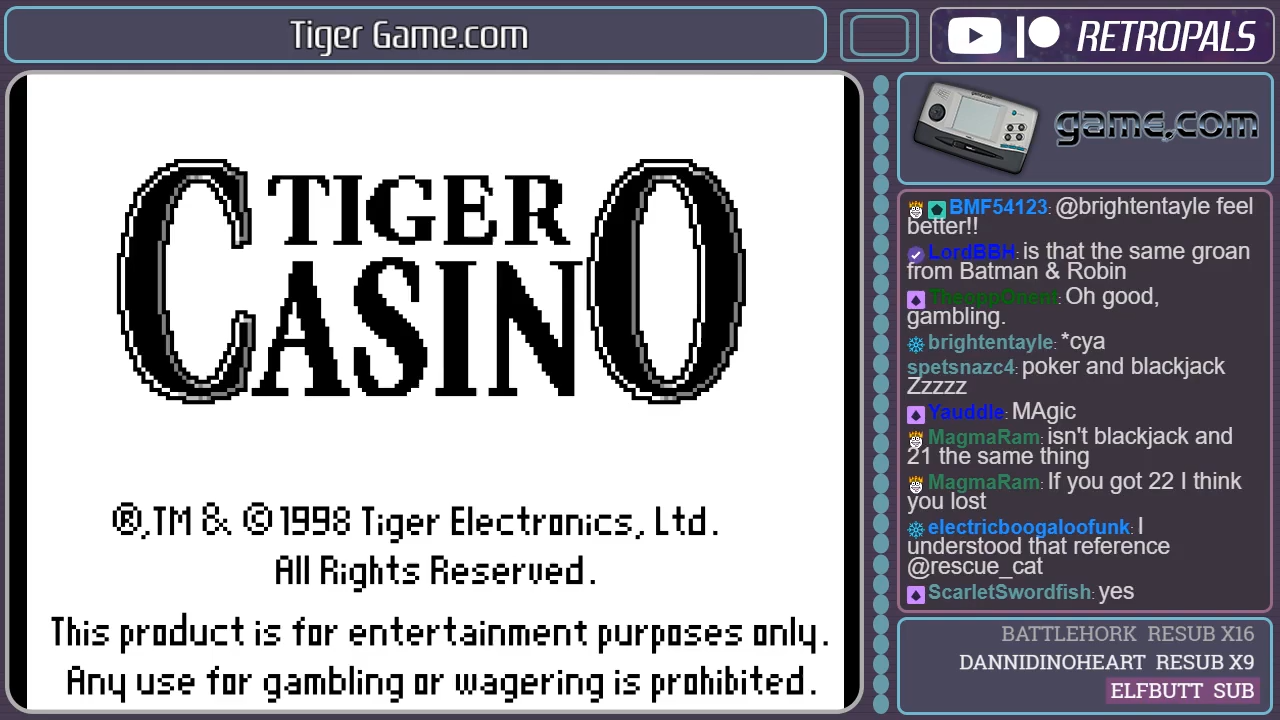 Tiger Game.com
RETROPALS
game.com
TIGER
CASINO
®,TM & ©1998 Tiger Electronics, Ltd.
All Rights Reserved.
This product is for entertainment purposes only.
Any use for gambling or wagering is prohibited.
BMF54123: @brightentayle feel
better!!
LordBBH: is that the same groan
from Batman & Robin
TheoppOnent: Oh good,
gambling.
brightentayle: *cya
spetsnazc4: poker and blackjack
Zzzzz
Yauddle: MAgic
MagmaRam: isn't blackjack and
21 the same thing
MagmaRam: If you got 22 I think
you lost
electricboogaloofunk: I
understood that reference
@rescue_cat
ScarletSwordfish: yes
BATTLEHORK RESUB X16
DANNIDINOHEART RESUB X9
ELFBUTT SUB